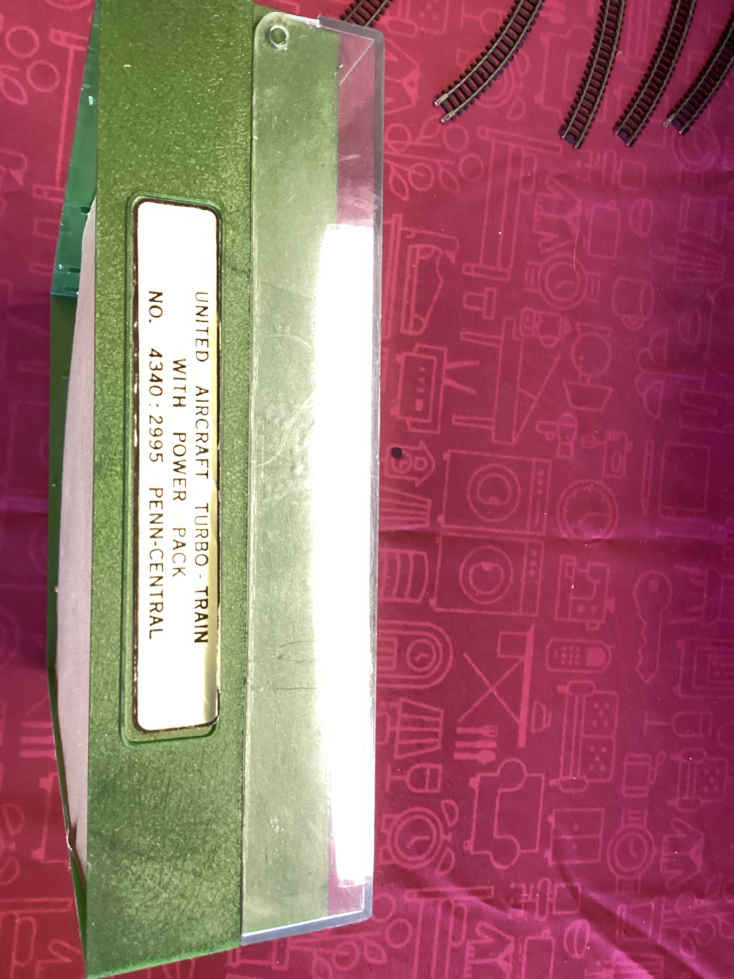 UNITED AIRCRAFT TURBO-TRAIN
WITH POWER PACK
NO. 4340:2995 PENN-CENTRAL